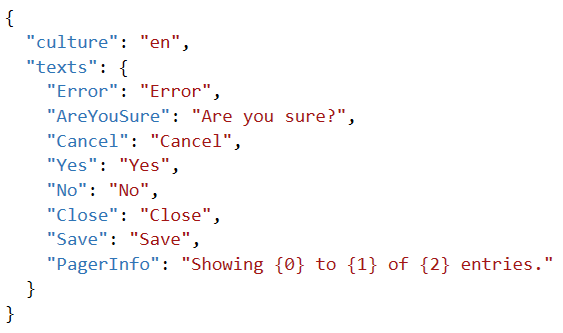 {
  "culture": "en",
  "texts": {
    "Error": "Error",
    "AreYouSure": "Are you sure?",
    "Cancel": "Cancel",
    "Yes": "Yes",
    "No": "No",
    "Close": "Close",
    "Save": "Save",
    "PagerInfo": "Showing {0} to {1} of {2} entries."
  }
}